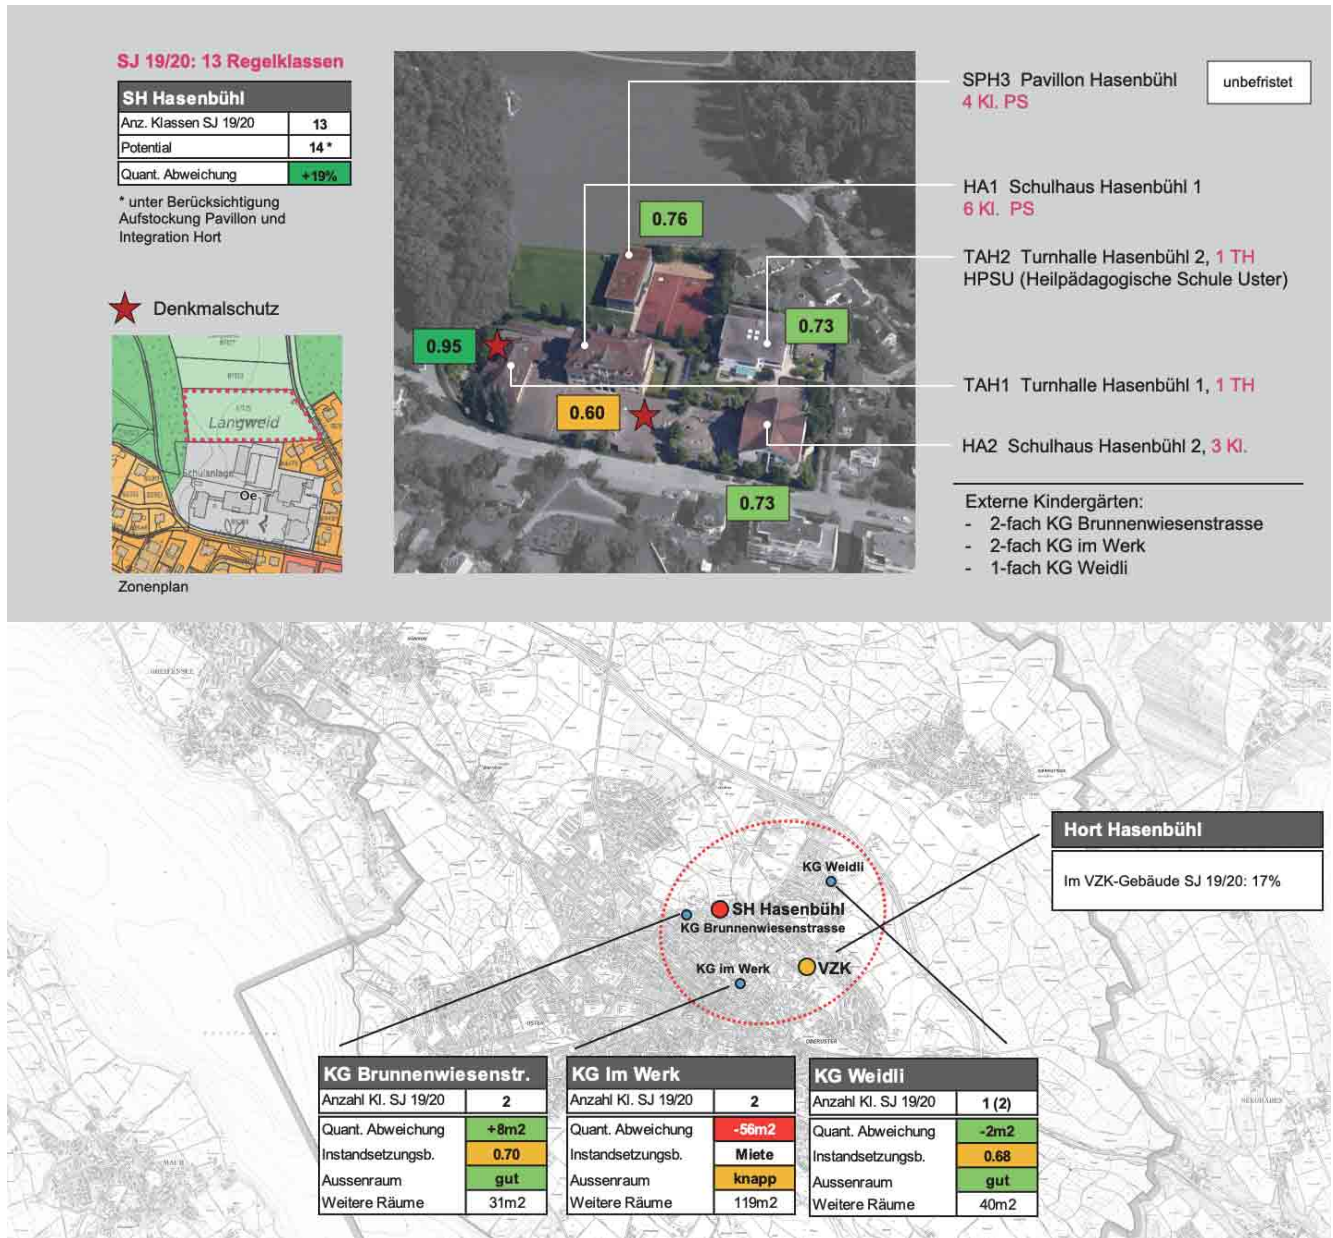 SJ 19/20: 13 Regelklassen
SH Hasenbühl
Anz. Klassen SJ 19/20 13
Potential 14 *
Quant. Abweichung +19%
* unter Berücksichtigung
Aufstockung Pavillon und
Integration Hort
Denkmalschutz
Langweid
Schulanlage
Oe
Zonenplan
0.76
0.95
0.73
0.60
0.73
SPH3 Pavillon Hasenbühl
4 Kl. PS
unbefristet
HA1 Schulhaus Hasenbühl 1
6 Kl. PS
TAH2 Turnhalle Hasenbühl 2, 1 TH
HPSU (Heilpädagogische Schule Uster)
TAH1 Turnhalle Hasenbühl 1, 1 TH
HA2 Schulhaus Hasenbühl 2, 3 Kl.
Externe Kindergärten:
- 2-fach KG Brunnenwiesenstrasse
- 2-fach KG im Werk
- 1-fach KG Weidli
KG Weidli
SH Hasenbühl
KG Brunnenwiesenstrasse
KG im Werk
VZK
Hort Hasenbühl
Im VZK-Gebäude SJ 19/20: 17%
KG Brunnenwiesenstr.
Anzahl Kl. SJ 19/20 2
Quant. Abweichung +8m2
Instandsetzungsb. 0.70
Aussenraum gut
Weitere Räume 31m2
KG Im Werk
Anzahl Kl. SJ 19/20 2
Quant. Abweichung -56m2
Instandsetzungsb. Miete
Aussenraum knapp
Weitere Räume 119m2
KG Weidli
Anzahl Kl. SJ 19/20 1 (2)
Quant. Abweichung -2m2
Instandsetzungsb. 0.68
Aussenraum gut
Weitere Räume 40m2